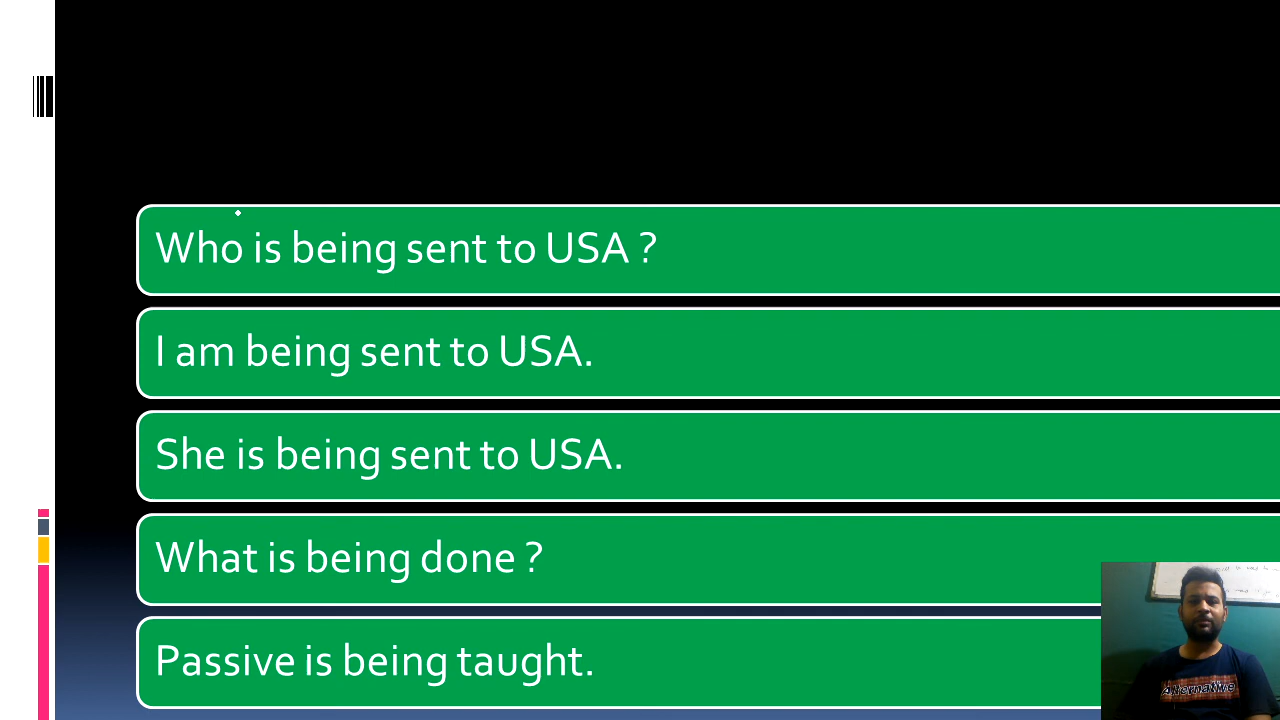 Who is being sent to USA ?
I am being sent to USA.
She is being sent to USA.
What is being done ?
Passive is being taught.
Alternative